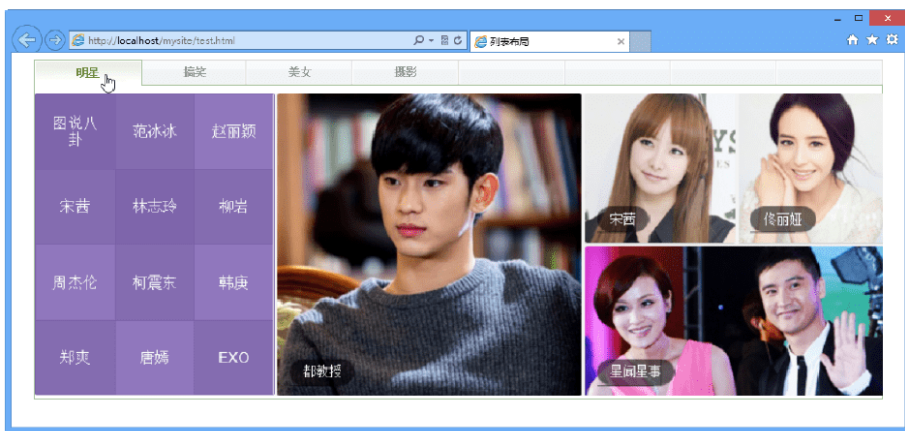 http://localhost/mysite/test.html
列表布局
明星
搞笑
美女
摄影
图说八
卦
范冰冰
赵丽颖
宋茜
林志玲
柳岩
周杰伦
柯震东
韩庚
郑爽
唐嫣
EXO
都教授
宋茜
佟丽娅
星闻星事